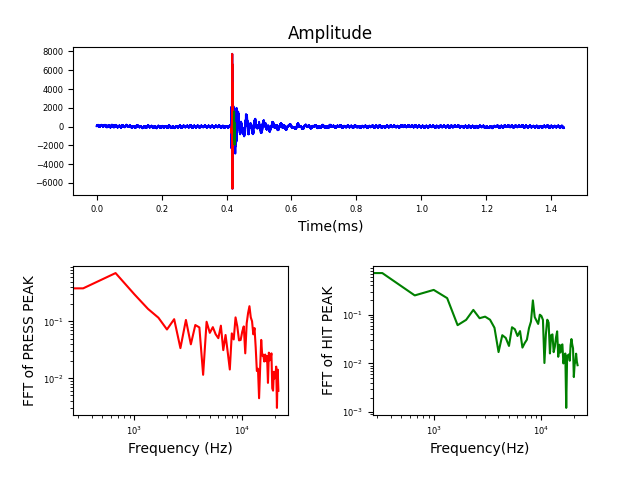 Amplitude
8000
6000
4000
2000
0
−2000
−4000
−6000
0.0 0.2 0.4 0.6 0.8 1.0 1.2 1.4
Time(ms)
FFT of PRESS PEAK
10⁻¹
10⁻²
10³ 10⁴
Frequency (Hz)
FFT of HIT PEAK
10⁻¹
10⁻²
10⁻³
10³ 10⁴
Frequency(Hz)